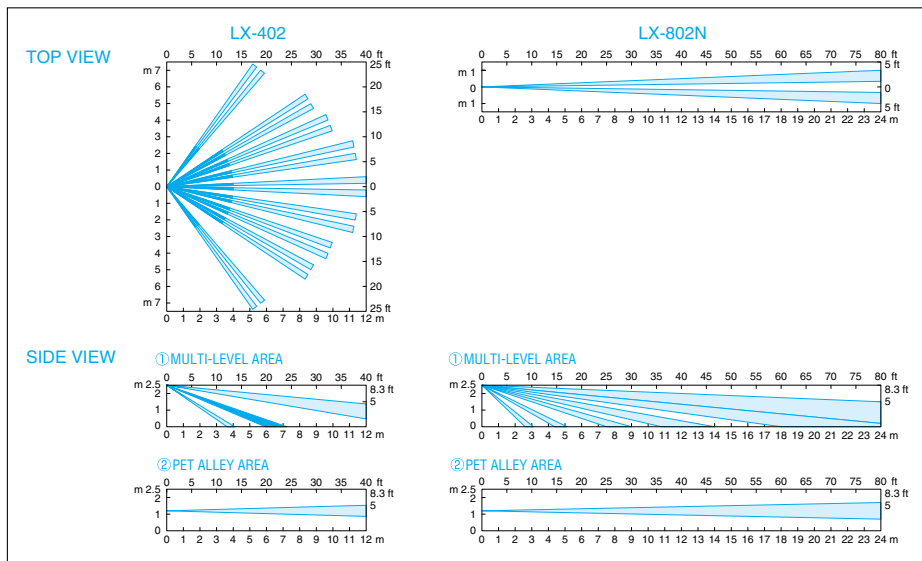 LX-402
LX-802N
TOP VIEW
0 5 10 15 20 25 30 35 40 ft
m 7 6 5 4 3 2 1 0 1 2 3 4 5 6 m 7
25 ft 20 15 10 5 0 5 10 15 20 25 ft
0 1 2 3 4 5 6 7 8 9 10 11 12 m
0 5 10 15 20 25 30 35 40 45 50 55 60 65 70 75 80 ft
m 1 0 m 1
5 ft 0 5 ft
0 1 2 3 4 5 6 7 8 9 10 11 12 13 14 15 16 17 18 19 20 21 22 23 24 m
SIDE VIEW
①MULTI-LEVEL AREA
0 5 10 15 20 25 30 35 40 ft
m 2.5 2 1 0
8.3 ft 5 0
0 1 2 3 4 5 6 7 8 9 10 11 12 m
①MULTI-LEVEL AREA
0 5 10 15 20 25 30 35 40 45 50 55 60 65 70 75 80 ft
m 2.5 2 1 0
8.3 ft 5 0
0 1 2 3 4 5 6 7 8 9 10 11 12 13 14 15 16 17 18 19 20 21 22 23 24 m
②PET ALLEY AREA
0 5 10 15 20 25 30 35 40 ft
m 2.5 2 1 0
8.3 ft 5 0
0 1 2 3 4 5 6 7 8 9 10 11 12 m
②PET ALLEY AREA
0 5 10 15 20 25 30 35 40 45 50 55 60 65 70 75 80 ft
m 2.5 2 1 0
8.3 ft 5 0
0 1 2 3 4 5 6 7 8 9 10 11 12 13 14 15 16 17 18 19 20 21 22 23 24 m